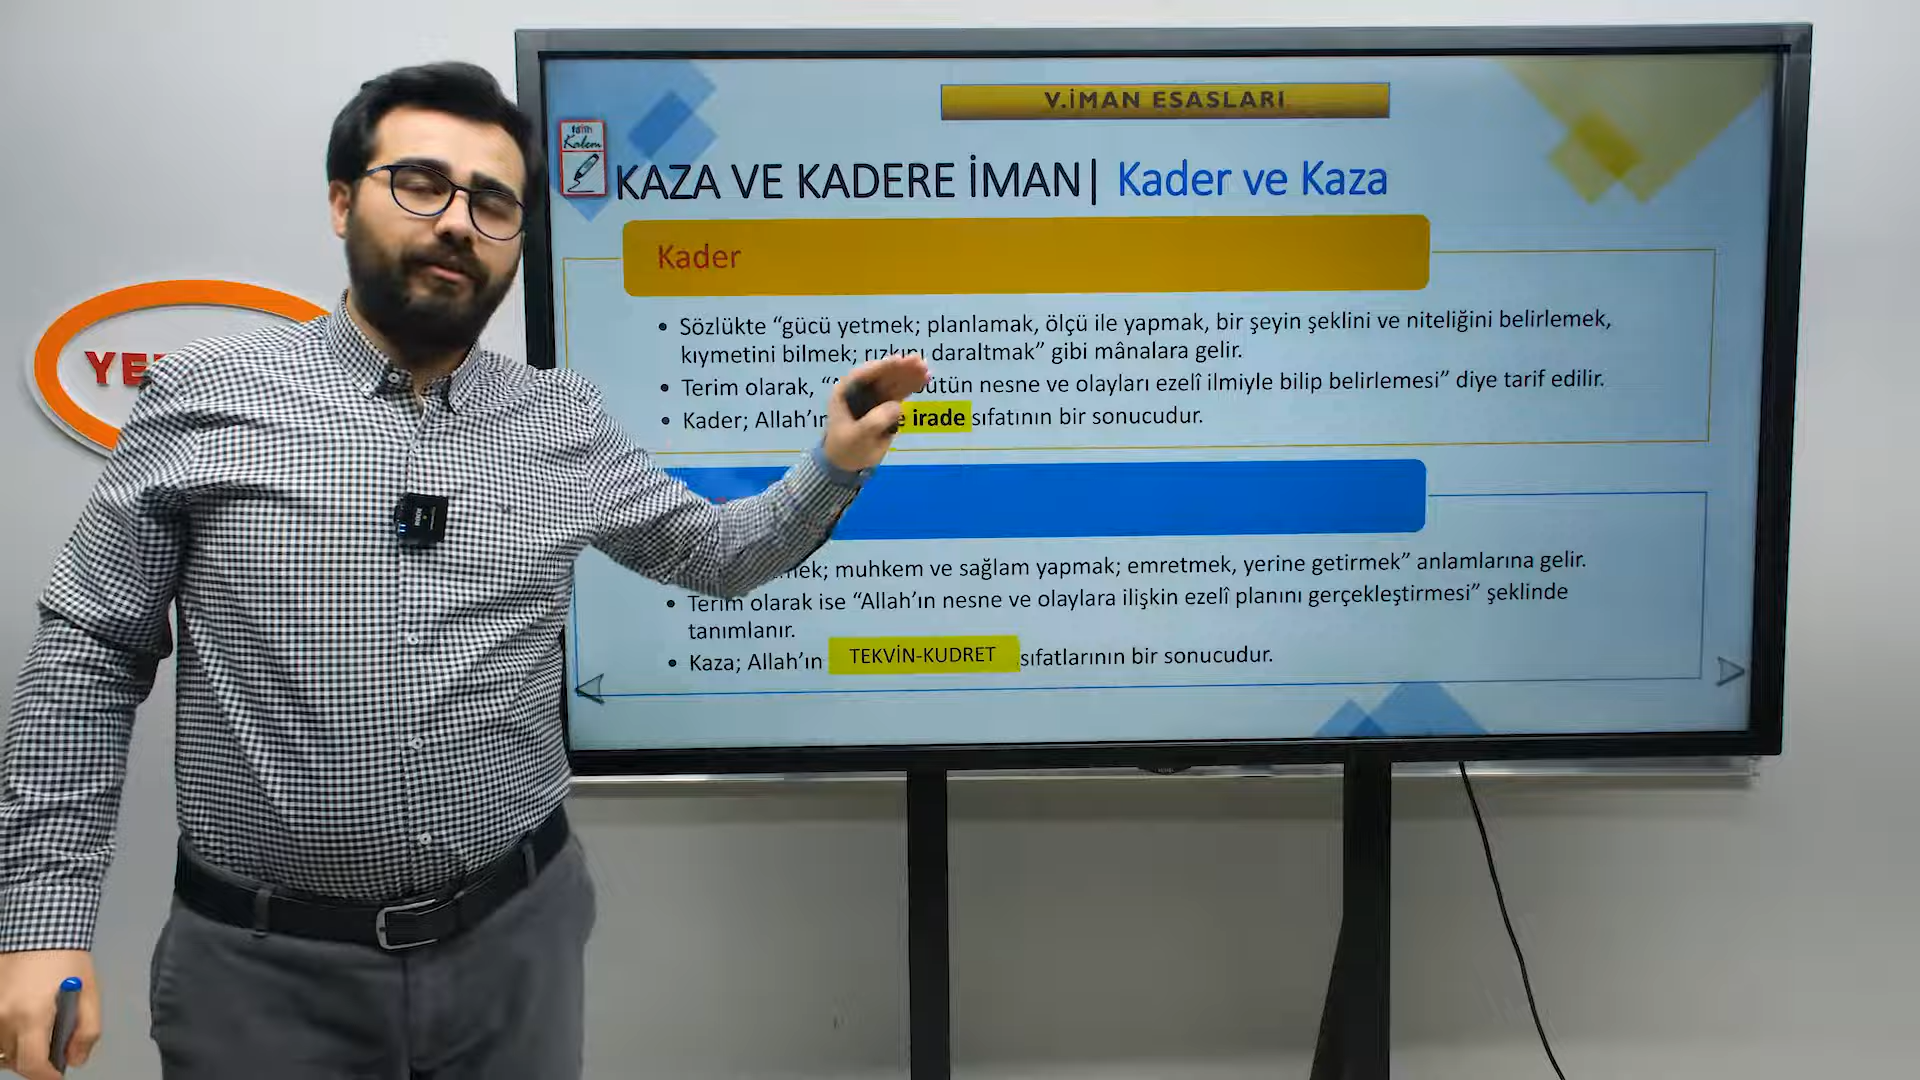 V.İMAN ESASLARI
fatih
Kalem
KAZA VE KADERE İMAN| Kader ve Kaza
Kader
• Sözlükte “gücü yetmek; planlamak, ölçü ile yapmak, bir şeyin şeklini ve niteliğini belirlemek,
kıymetini bilmek; rızkını daraltmak” gibi mânalara gelir.
• Terim olarak, “ bütün nesne ve olayları ezelî ilmiyle bilip belirlemesi” diye tarif edilir.
• Kader; Allah’ın irade sıfatının bir sonucudur.
muhkem ve sağlam yapmak; emretmek, yerine getirmek” anlamlarına gelir.
• Terim olarak ise “Allah’ın nesne ve olaylara ilişkin ezelî planını gerçekleştirmesi” şeklinde
tanımlanır.
• Kaza; Allah’ın TEKVİN-KUDRET sıfatlarının bir sonucudur.